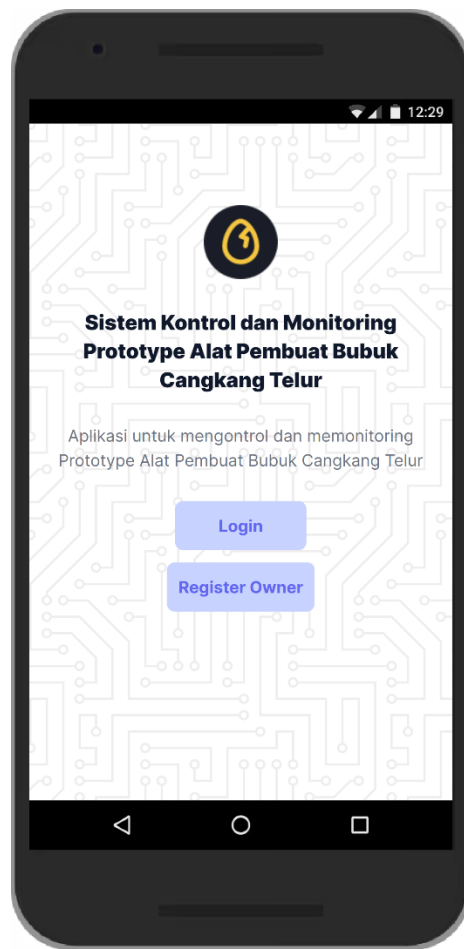 12:29
Sistem Kontrol dan Monitoring
Prototype Alat Pembuat Bubuk
Cangkang Telur
Aplikasi untuk mengontrol dan memonitoring
Prototype Alat Pembuat Bubuk Cangkang Telur
Login
Register Owner